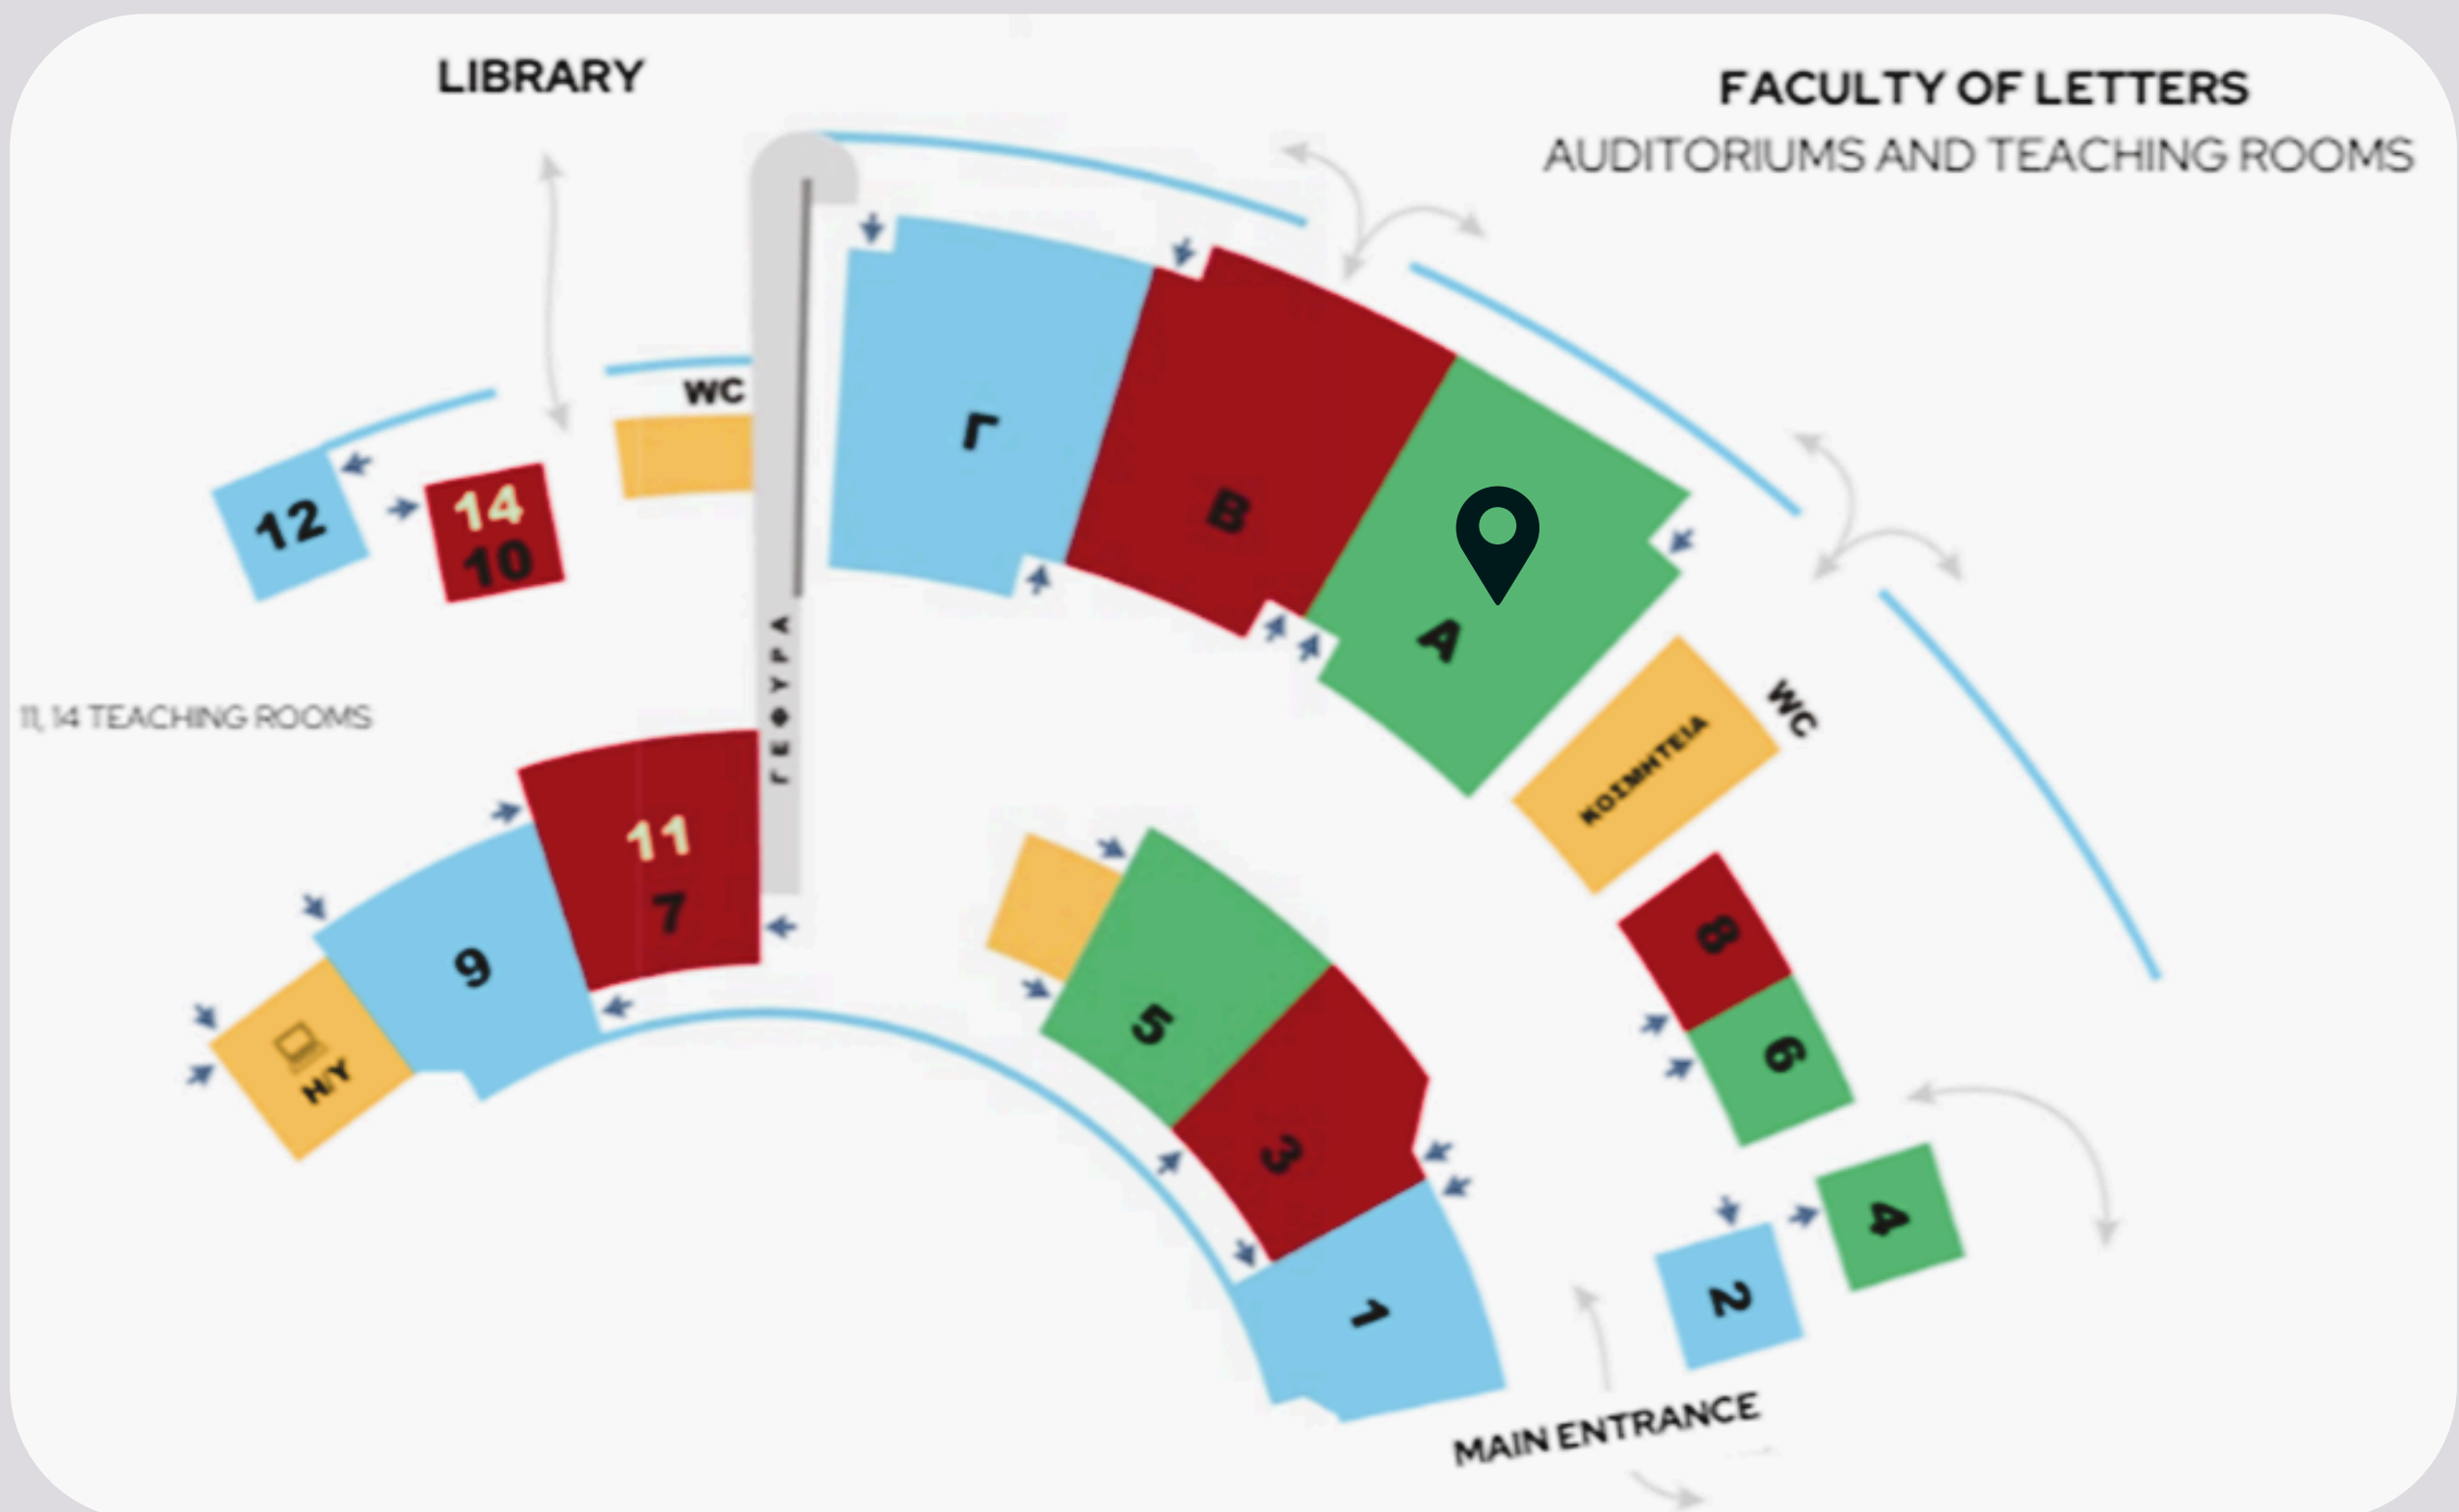 LIBRARY
FACULTY OF LETTERS
AUDITORIUMS AND TEACHING ROOMS
WC
Γ
B
A
12
14
10
ΓΕΦΥΡΑ
WC
ΚΟΣΜΗΤΕΙΑ
11, 14 TEACHING ROOMS
11
7
9
Η/Υ
5
3
1
8
6
4
2
MAIN ENTRANCE